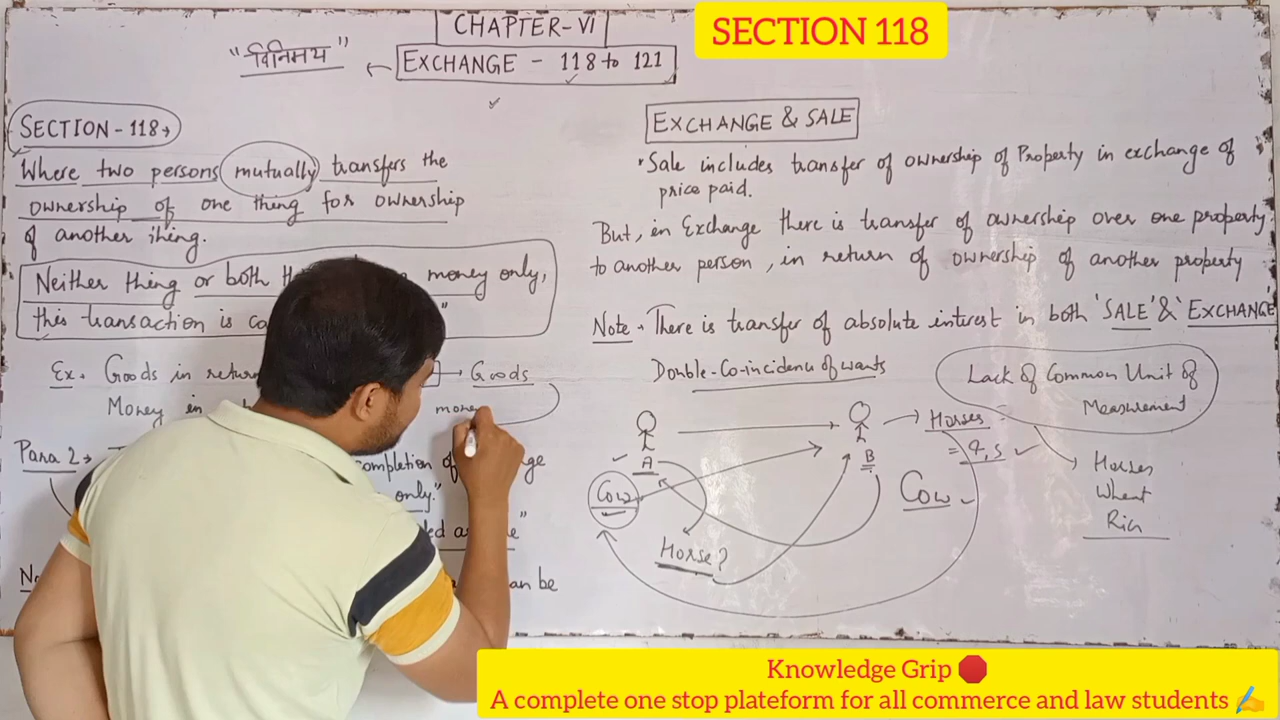 SECTION 118
CHAPTER-VI
"विनिमय"
EXCHANGE - 118 to 121
SECTION-118→
Where two persons mutually transfers the
ownership of one thing for ownership
of another thing.
Neither thing or both money only,
this transaction is
Ex. Goods in retur → Goods
Money in money
Para 2→ completion of
only."
an be
EXCHANGE & SALE
Sale includes transfer of ownership of Property in exchange of
price paid.
But, in Exchange there is transfer of ownership over one property
to another person, in return of ownership of another property
Note → There is transfer of absolute interest in both 'SALE' & 'EXCHANGE'
Double-Co-incidence of wants
Lack of Common Unit of
Measurement
A
B
→ Horses
= 4,5
Cow
Cow
Horse?
Horses
Wheat
Knowledge Grip 🛑
A complete one stop plateform for all commerce and law students ✍️